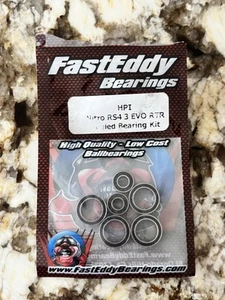 FastEddy
Bearings
HPI
Nitro RS4 3 EVO RTR
Sealed Bearing Kit
High Quality - Low Cost
Ballbearings
www.FastEddyBearings.com